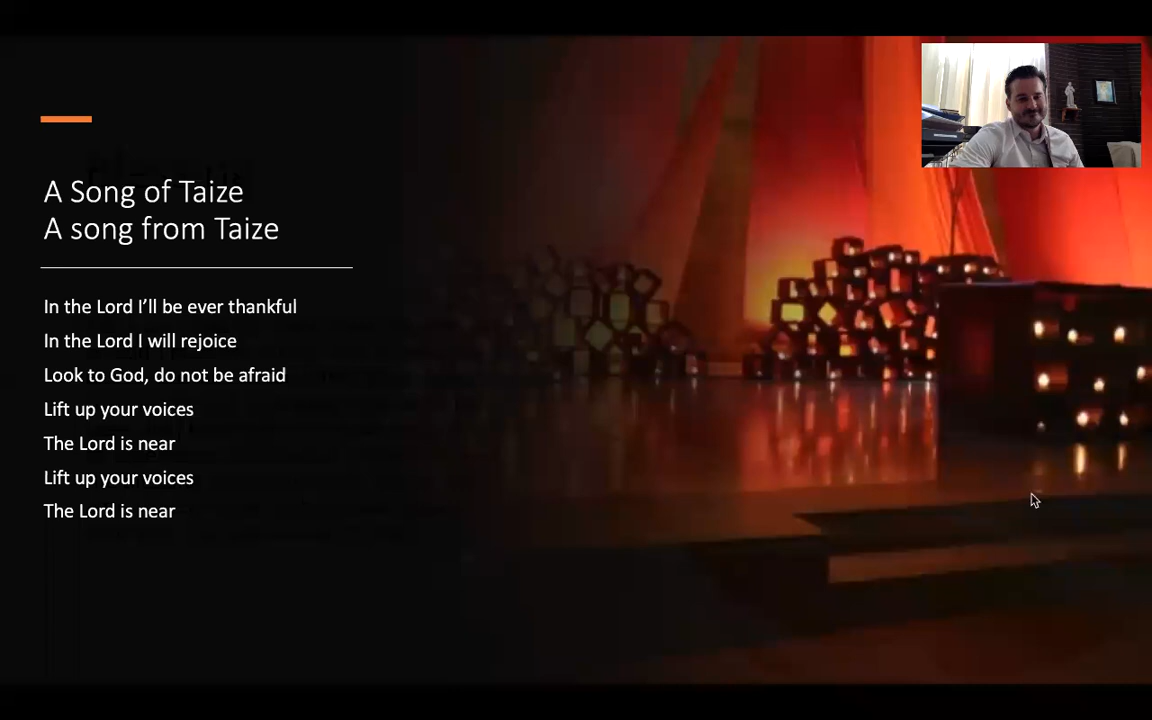 A Song of Taize
A song from Taize
In the Lord I’ll be ever thankful
In the Lord I will rejoice
Look to God, do not be afraid
Lift up your voices
The Lord is near
Lift up your voices
The Lord is near